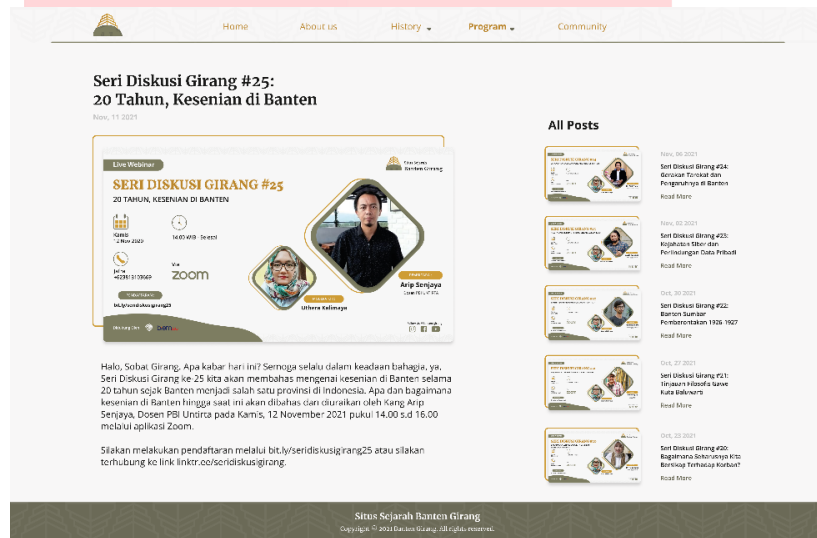 Home About us History Program Community
Seri Diskusi Girang #25:
20 Tahun, Kesenian di Banten
Nov, 11 2021
Live Webinar
Situs Sejarah
Banten Girang
SERI DISKUSI GIRANG #25
20 TAHUN, KESENIAN DI BANTEN
Kamis
12 Nov 2020
14.00 WIB - Selesai
Via
zoom
bit.ly/seridiskusigirang25
Arip Senjaya
Uthera Kalimaya
Halo, Sobat Girang. Apa kabar hari ini? Semoga selalu dalam keadaan bahagia, ya.
Seri Diskusi Girang ke-25 kita akan membahas mengenai kesenian di Banten selama
20 tahun sejak Banten menjadi salah satu provinsi di Indonesia. Apa dan bagaimana
kesenian di Banten hingga saat ini akan dibahas dan diuraikan oleh Kang Arip
Senjaya, Dosen PBI Untirta pada Kamis, 12 November 2021 pukul 14.00 s.d 16.00
melalui aplikasi Zoom.
Silakan melakukan pendaftaran melalui bit.ly/seridiskusigirang25 atau silakan
terhubung ke link linktr.ee/seridiskusigirang.
All Posts
Nov, 06 2021
Seri Diskusi Girang #24:
Gerakan Tarekat dan
Pengaruhnya di Banten
Read More
Nov, 02 2021
Seri Diskusi Girang #23:
Kejahatan Siber dan
Perlindungan Data Pribadi
Read More
Oct, 30 2021
Seri Diskusi Girang #22:
Banten Sumber
Pemberontakan 1926-1927
Read More
Oct, 27 2021
Seri Diskusi Girang #21:
Tinjauan Filosofis Gawe
Kuta Baluwarti
Read More
Oct, 23 2021
Seri Diskusi Girang #20:
Bagaimana Seharusnya Kita
Bersikap Terhadap Korban?
Read More
Situs Sejarah Banten Girang
Copyright © 2021 Banten Girang. All rights reserved.